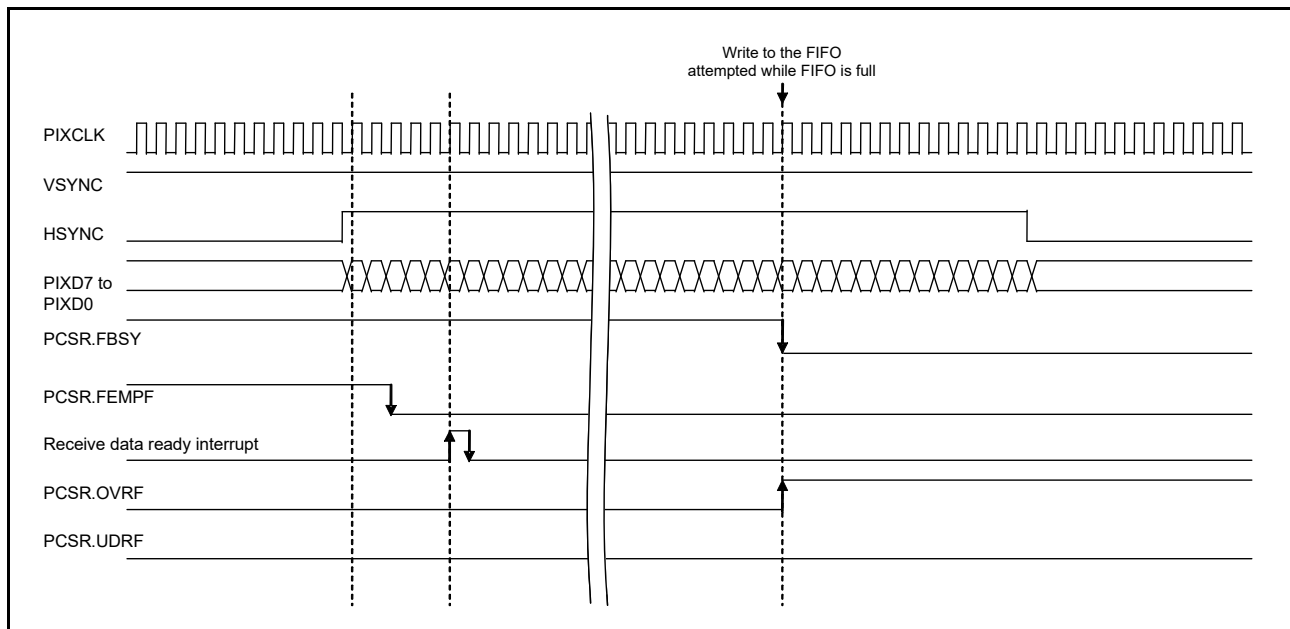 Write to the FIFO
attempted while FIFO is full
PIXCLK
VSYNC
HSYNC
PIXD7 to
PIXD0
PCSR.FBSY
PCSR.FEMPF
Receive data ready interrupt
PCSR.OVRF
PCSR.UDRF